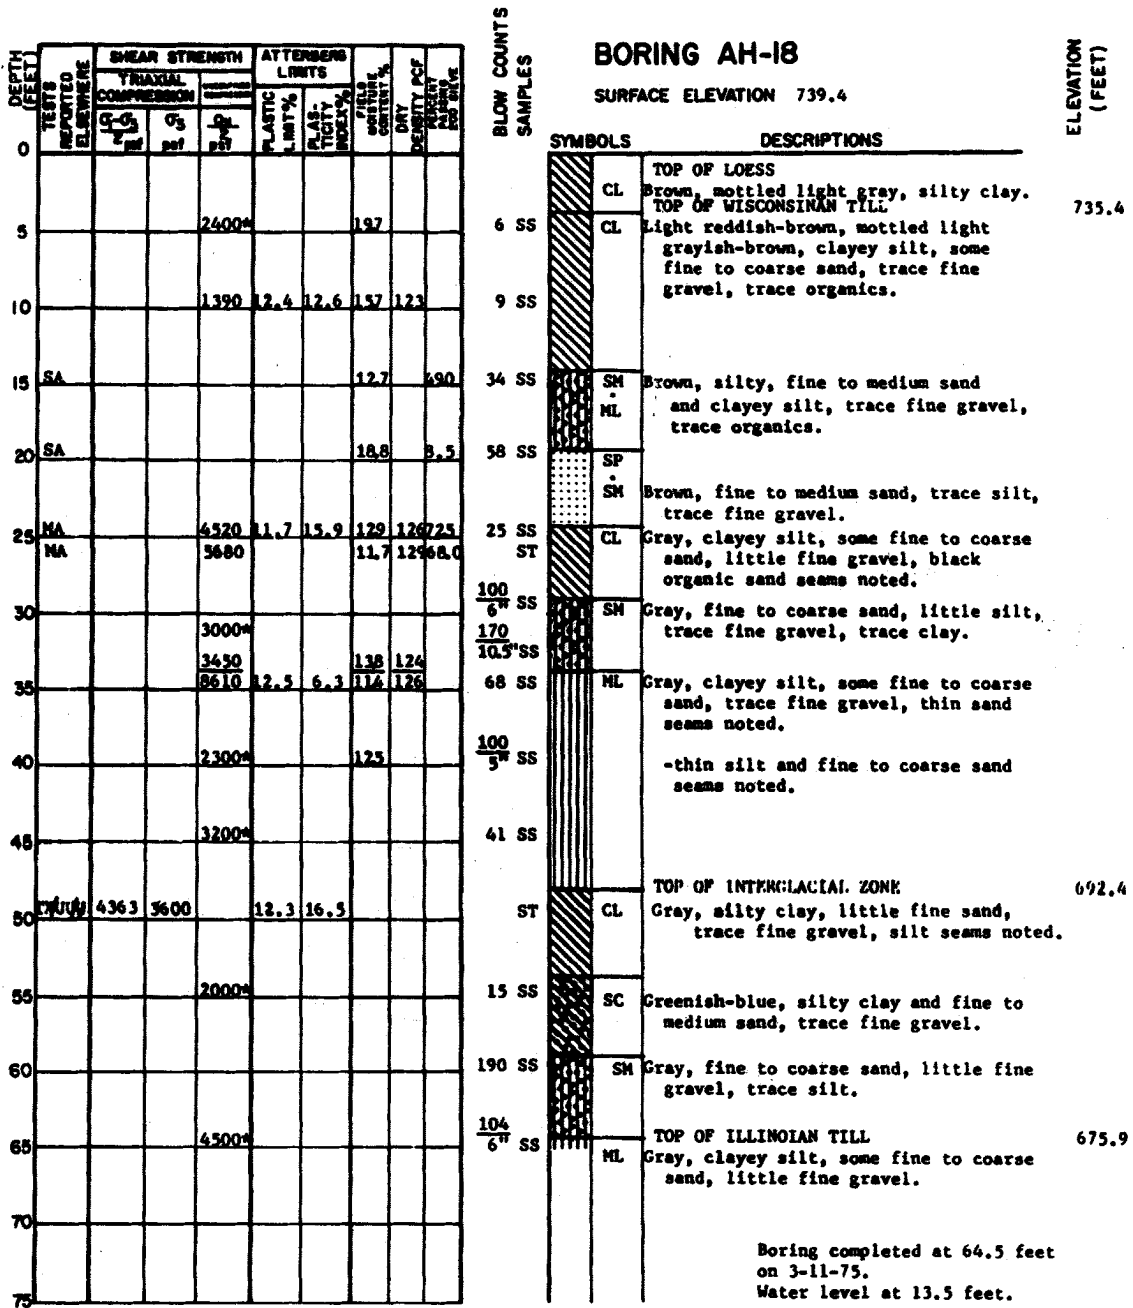 BORING AH-18
SURFACE ELEVATION 739.4
DEPTH (FEET)
TESTS REPORTED ELSEWHERE
SHEAR STRENGTH
TRIAXIAL COMPRESSION
psf
psf
ATTERBERG LIMITS
PLASTIC LIMIT %
PLAS-TICITY INDEX %
FIELD MOISTURE CONTENT %
DRY DENSITY PCF
PERCENT PASSING
BLOW COUNTS
SAMPLES
SYMBOLS
DESCRIPTIONS
ELEVATION (FEET)
0
TOP OF LOESS
CL Brown, mottled light gray, silty clay.
TOP OF WISCONSINAN TILL 735.4
5 2400* 19.7 6 SS CL Light reddish-brown, mottled light
grayish-brown, clayey silt, some
fine to coarse sand, trace fine
gravel, trace organics.
10 1390 12.4 12.6 15.7 123 9 SS
15 SA 12.7 49.0 34 SS SM Brown, silty, fine to medium sand
ML and clayey silt, trace fine gravel,
trace organics.
20 SA 18.8 8.5 58 SS SP
SM Brown, fine to medium sand, trace silt,
trace fine gravel.
25 MA 4520 11.7 15.9 12.9 126 72.5 25 SS
CL Gray, clayey silt, some fine to coarse
MA 5680 11.7 129 68.0 ST sand, little fine gravel, black
organic sand seams noted.
100/6" SS SM Gray, fine to coarse sand, little silt,
30 3000* 170/10.5" SS trace fine gravel, trace clay.
3450 13.8 124
35 8610 12.5 6.3 11.4 126 68 SS ML Gray, clayey silt, some fine to coarse
sand, trace fine gravel, thin sand
seams noted.
40 2300* 12.5 100/5" SS -thin silt and fine to coarse sand
seams noted.
45 3200* 41 SS
TOP OF INTERGLACIAL ZONE 692.4
50 4363 3600 12.3 16.5 ST CL Gray, silty clay, little fine sand,
trace fine gravel, silt seams noted.
55 2000* 15 SS SC Greenish-blue, silty clay and fine to
medium sand, trace fine gravel.
60 190 SS SM Gray, fine to coarse sand, little fine
gravel, trace silt.
65 4500* 104/6" SS TOP OF ILLINOIAN TILL 675.9
ML Gray, clayey silt, some fine to coarse
sand, little fine gravel.
70
Boring completed at 64.5 feet
on 3-11-75.
75 Water level at 13.5 feet.